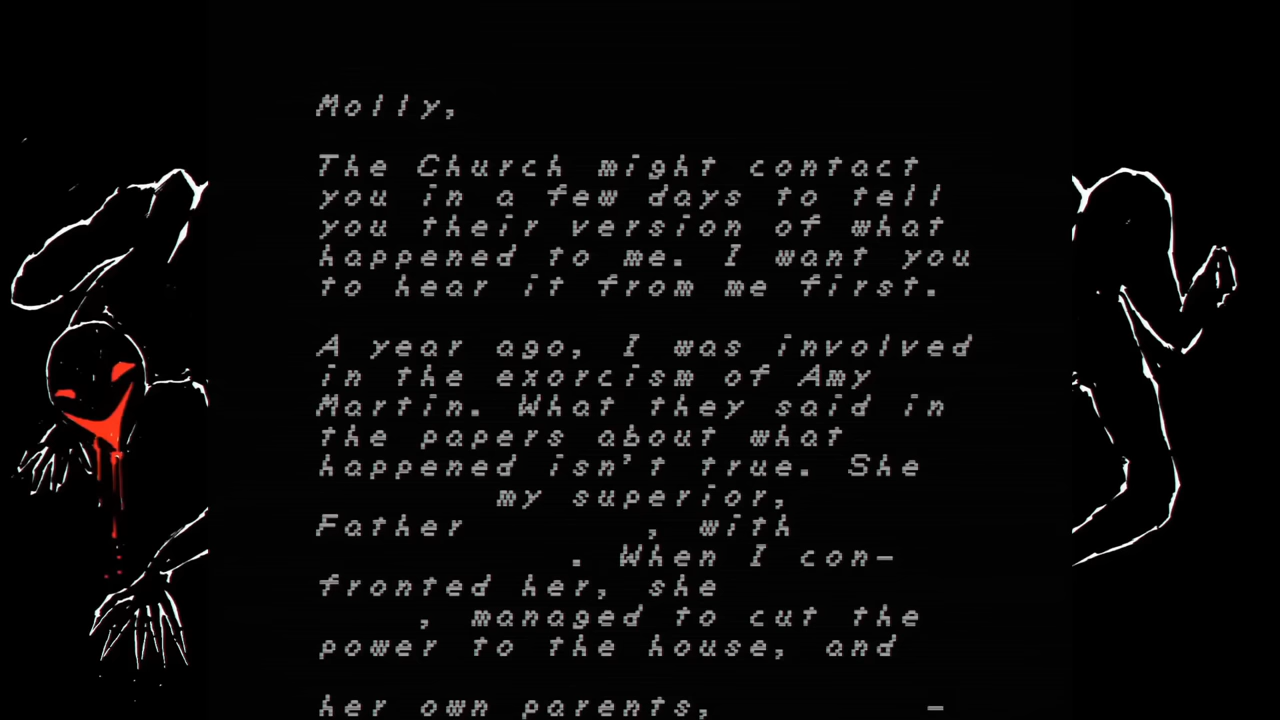 Molly,
The Church might contact
you in a few days to tell
you their version of what
happened to me. I want you
to hear it from me first.
A year ago, I was involved
in the exorcism of Amy
Martin. What they said in
the papers about what
happened isn't true. She
my superior,
Father , with
. When I con-
fronted her, she
, managed to cut the
power to the house, and
her own parents, -